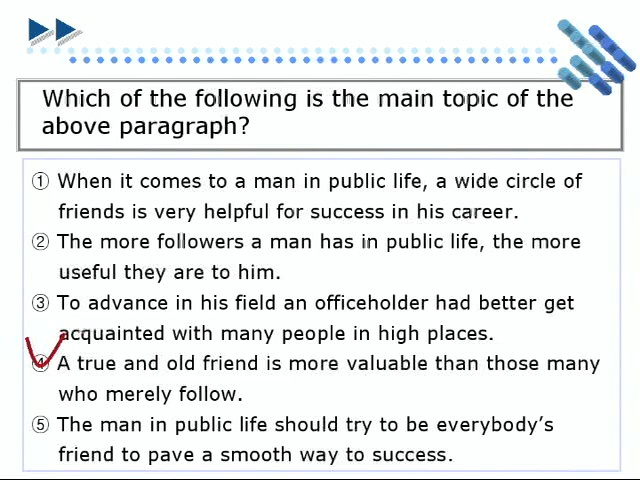 Which of the following is the main topic of the
above paragraph?
① When it comes to a man in public life, a wide circle of
friends is very helpful for success in his career.
② The more followers a man has in public life, the more
useful they are to him.
③ To advance in his field an officeholder had better get
acquainted with many people in high places.
④ A true and old friend is more valuable than those many
who merely follow.
⑤ The man in public life should try to be everybody’s
friend to pave a smooth way to success.